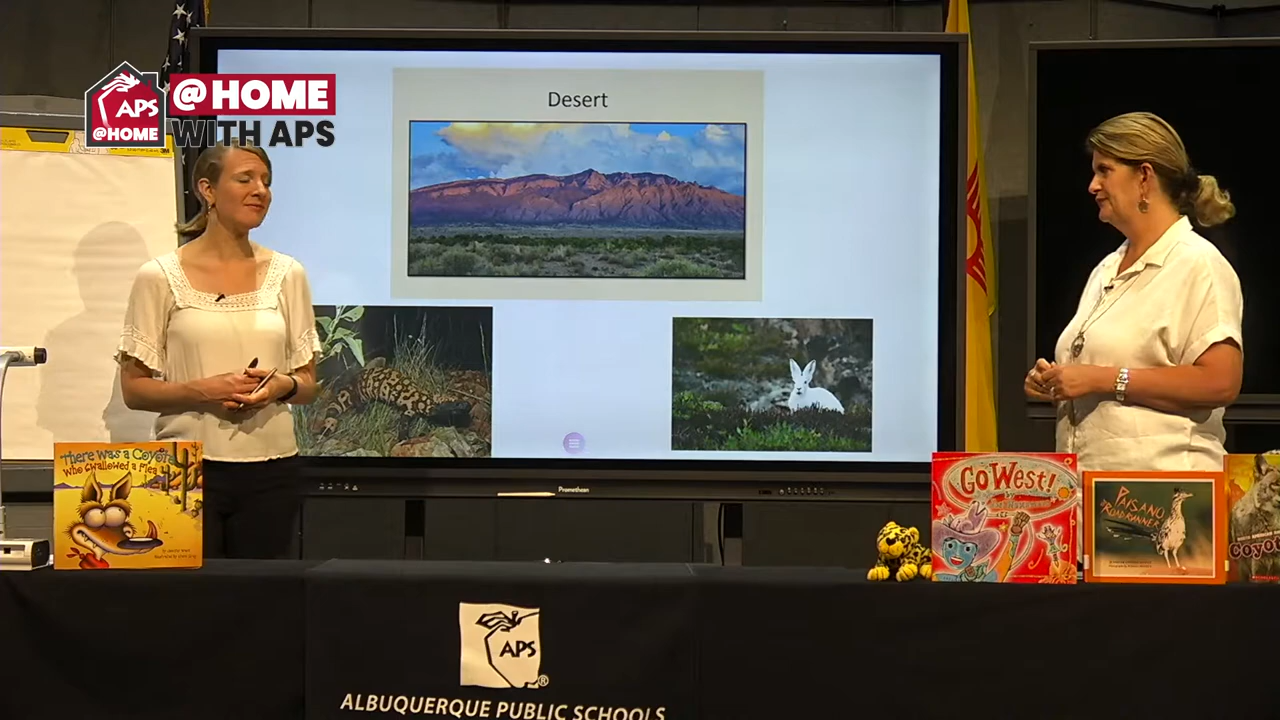 APS
@HOME
@HOME
WITH APS
Desert
Promethean
There was a Coyote
Who Swallowed a Flea
Go West!
PAISANO
ROADRUNNER
APS
®
ALBUQUERQUE PUBLIC SCHOOLS